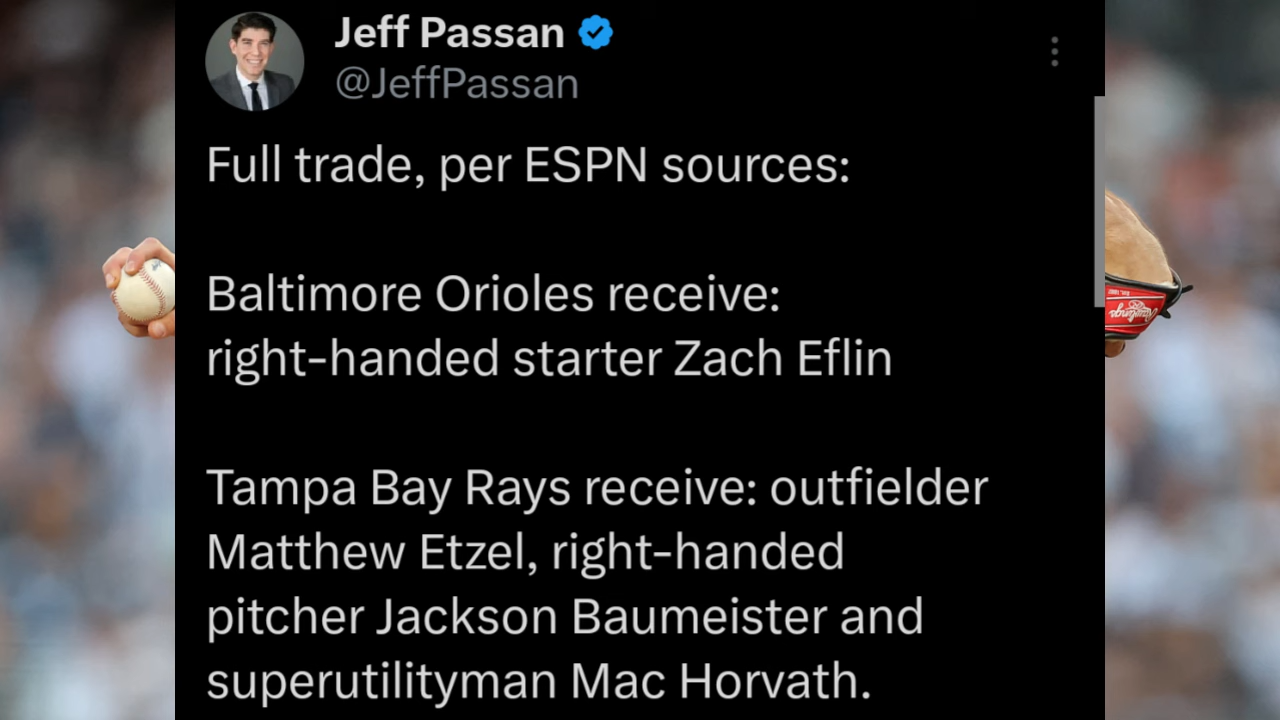 Jeff Passan
@JeffPassan
Full trade, per ESPN sources:
Baltimore Orioles receive:
right-handed starter Zach Eflin
Tampa Bay Rays receive: outfielder
Matthew Etzel, right-handed
pitcher Jackson Baumeister and
superutilityman Mac Horvath.
Rawlings